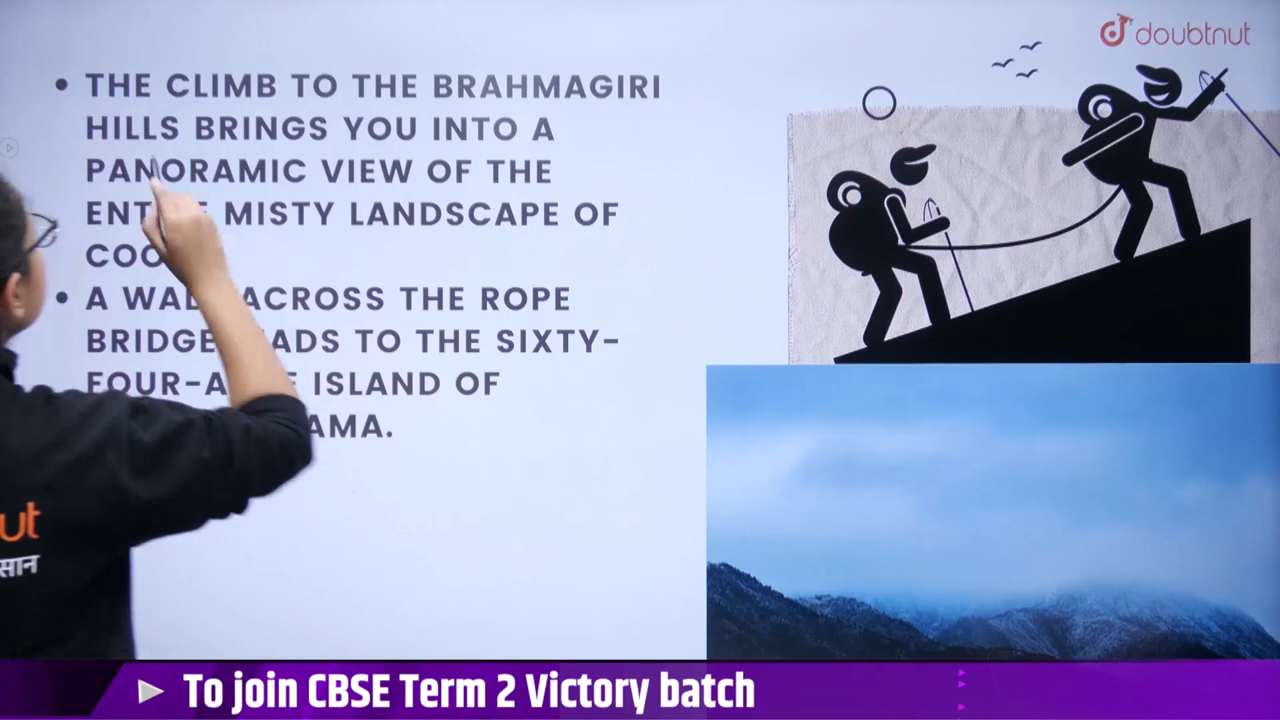 doubtnut
THE CLIMB TO THE BRAHMAGIRI
HILLS BRINGS YOU INTO A
PANORAMIC VIEW OF THE
MISTY LANDSCAPE OF
A ACROSS THE ROPE
TO THE SIXTY-
ISLAND OF
To join CBSE Term 2 Victory batch